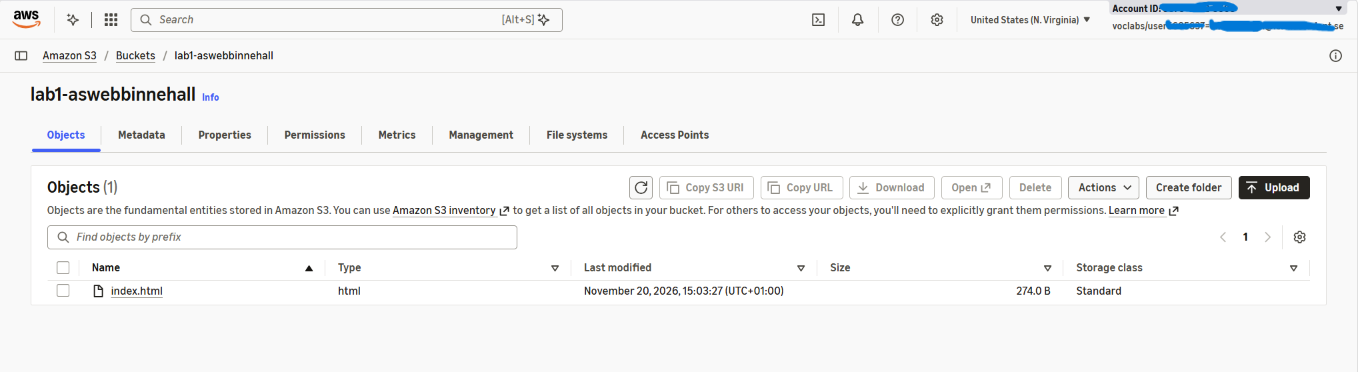 aws
Search [Alt+S]
United States (N. Virginia)
Account ID:
Amazon S3 / Buckets / lab1-aswebbinnehall
lab1-aswebbinnehall Info
Objects Metadata Properties Permissions Metrics Management File systems Access Points
Objects (1)
Copy S3 URI Copy URL Download Open Delete Actions Create folder Upload
Objects are the fundamental entities stored in Amazon S3. You can use Amazon S3 inventory to get a list of all objects in your bucket. For others to access your objects, you'll need to explicitly grant them permissions. Learn more
Find objects by prefix
1
Name Type Last modified Size Storage class
index.html html November 20, 2026, 15:03:27 (UTC+01:00) 274.0 B Standard